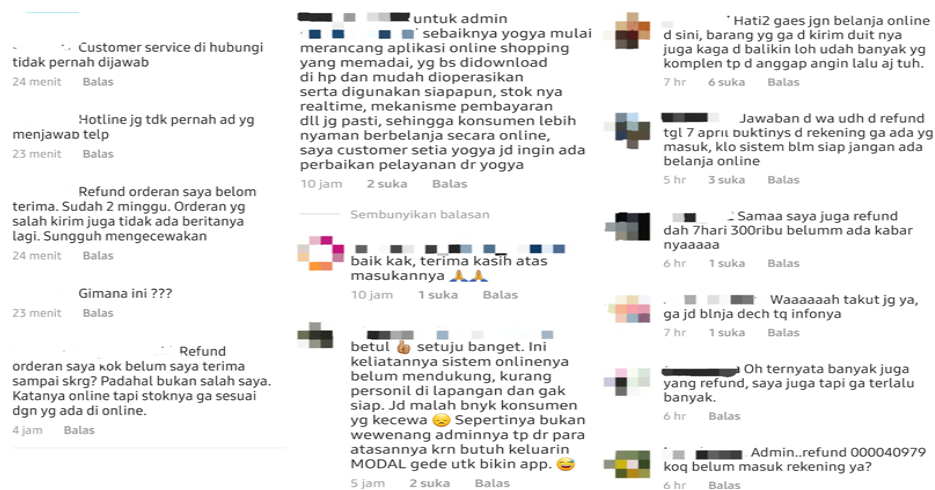 Customer service di hubungi
tidak pernah dijawab
24 menit Balas
Hotline jg tdk pernah ad yg
menjawab telp
23 menit Balas
Refund orderan saya belom
terima. Sudah 2 minggu. Orderan yg
salah kirim juga tidak ada beritanya
lagi. Sungguh mengecewakan
24 menit Balas
Gimana ini ???
23 menit Balas
Refund
orderan saya kok belum saya terima
sampai skrg? Padahal bukan salah saya.
Katanya online tapi stoknya ga sesuai
dgn yg ada di online.
4 jam Balas
untuk admin
sebaiknya yogya mulai
merancang aplikasi online shopping
yang memadai, yg bs didownload
di hp dan mudah dioperasikan
serta digunakan siapapun, stok nya
realtime, mekanisme pembayaran
dll jg pasti, sehingga konsumen lebih
nyaman berbelanja secara online,
saya customer setia yogya jd ingin ada
perbaikan pelayanan dr yogya
10 jam 2 suka Balas
Sembunyikan balasan
baik kak, terima kasih atas
masukannya 🙏🙏
10 jam 1 suka Balas
betul 👍🏼 setuju banget. Ini
keliatannya sistem onlinenya
belum mendukung, kurang
personil di lapangan dan gak
siap. Jd malah bnyk konsumen
yg kecewa 😔 Sepertinya bukan
wewenang adminnya tp dr para
atasannya krn butuh keluarin
MODAL gede utk bikin app. 😅
5 jam 2 suka Balas
Hati2 gaes jgn belanja online
d sini, barang yg ga d kirim duit nya
juga kaga d balikin loh udah banyak yg
komplen tp d anggap angin lalu aj tuh.
7 hr 6 suka Balas
Jawaban d wa udh d refund
tgl 7 april buktinys d rekening ga ada yg
masuk, klo sistem blm siap jangan ada
belanja online
5 hr 3 suka Balas
Samaa saya juga refund
dah 7hari 300ribu belumm ada kabar
nyaaaaa
6 hr 1 suka Balas
Waaaaaah takut jg ya,
ga jd blnja dech tq infonya
7 hr 1 suka Balas
Oh ternyata banyak juga
yang refund, saya juga tapi ga terlalu
banyak.
6 hr Balas
Admin..refund 000040979
koq belum masuk rekening ya?
6 hr Balas